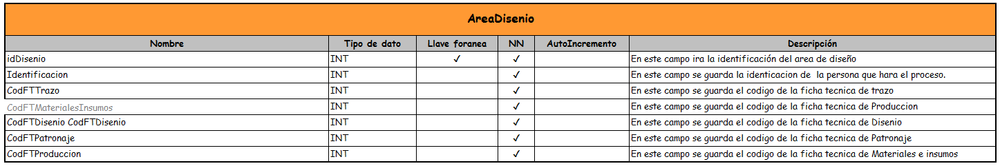 AreaDisenio
Nombre Tipo de dato Llave foranea NN AutoIncremento Descripción
idDisenio INT ✓ ✓ En este campo ira la identificación del area de diseño
Identificacion INT ✓ En este campo se guarda la identicacion de la persona que hara el proceso.
CodFTTrazo INT ✓ En este campo se guarda el codigo de la ficha tecnica de trazo
CodFTMaterialesInsumos INT ✓ En este campo se guarda el codigo de la ficha tecnica de Produccion
CodFTDisenio CodFTDisenio INT ✓ En este campo se guarda el codigo de la ficha tecnica de Disenio
CodFTPatronaje INT ✓ En este campo se guarda el codigo de la ficha tecnica de Patronaje
CodFTProduccion INT ✓ En este campo se guarda el codigo de la ficha tecnica de Materiales e insumos